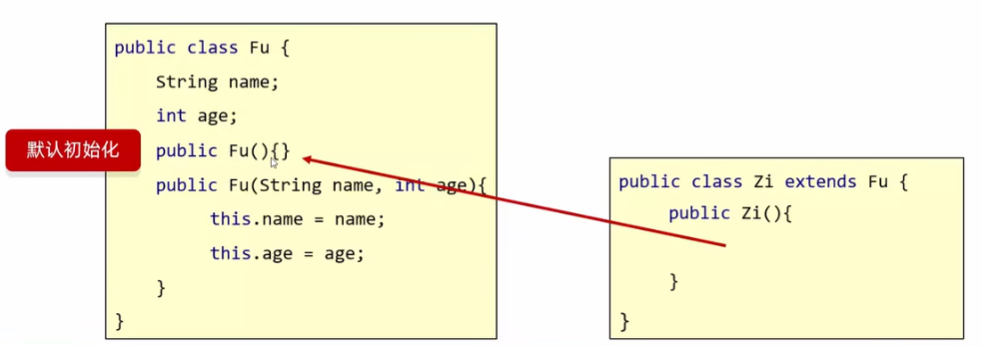 public class Fu {
String name;
int age;
默认初始化
public Fu(){}
public Fu(String name, int age){
this.name = name;
this.age = age;
}
}
public class Zi extends Fu {
public Zi(){
}
}